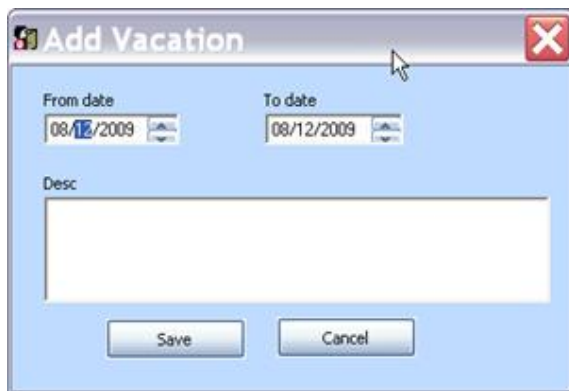 Add Vacation
From date To date
08/12/2009 08/12/2009
Desc
Save Cancel